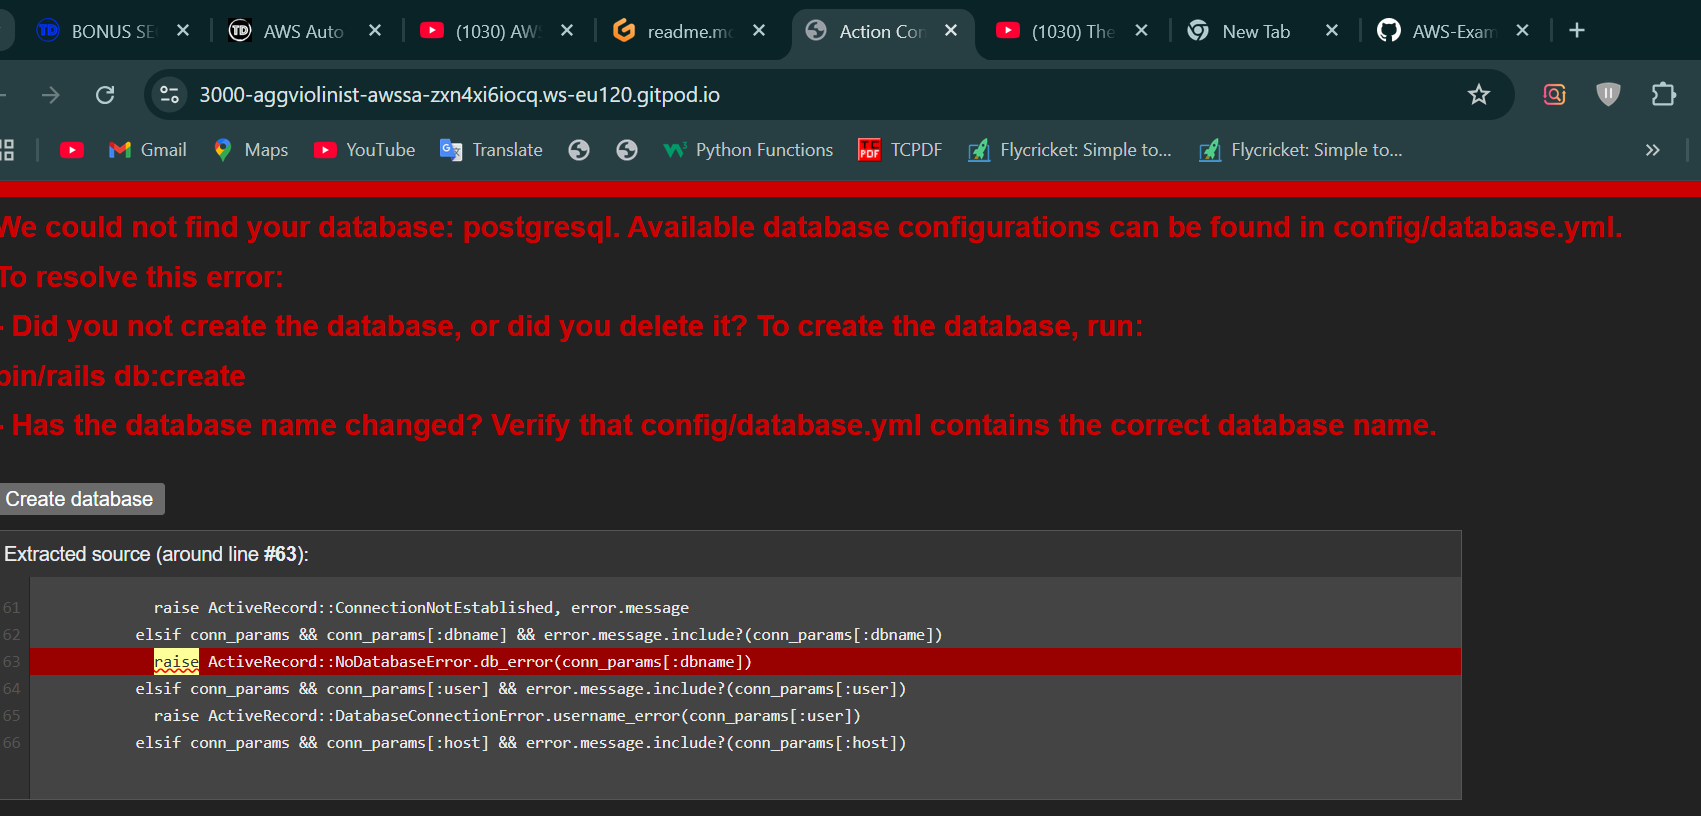 BONUS SE
AWS Auto
(1030) AWS
readme.md
Action Con
(1030) The
New Tab
AWS-Exam
3000-aggviolinist-awssa-zxn4xi6iocq.ws-eu120.gitpod.io
Gmail
Maps
YouTube
Translate
Python Functions
TCPDF
Flycricket: Simple to...
Flycricket: Simple to...
We could not find your database: postgresql. Available database configurations can be found in config/database.yml.
To resolve this error:
- Did you not create the database, or did you delete it? To create the database, run:
bin/rails db:create
- Has the database name changed? Verify that config/database.yml contains the correct database name.
Create database
Extracted source (around line #63):
61 raise ActiveRecord::ConnectionNotEstablished, error.message
62 elsif conn_params && conn_params[:dbname] && error.message.include?(conn_params[:dbname])
63 raise ActiveRecord::NoDatabaseError.db_error(conn_params[:dbname])
64 elsif conn_params && conn_params[:user] && error.message.include?(conn_params[:user])
65 raise ActiveRecord::DatabaseConnectionError.username_error(conn_params[:user])
66 elsif conn_params && conn_params[:host] && error.message.include?(conn_params[:host])